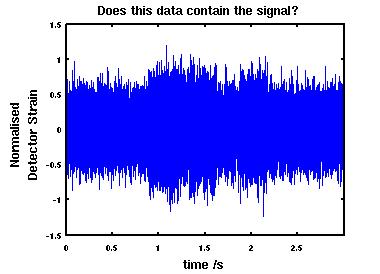 Does this data contain the signal?
1.5
1
0.5
0
-0.5
-1
-1.5
Normalised
Detector Strain
0 0.5 1 1.5 2 2.5
time /s